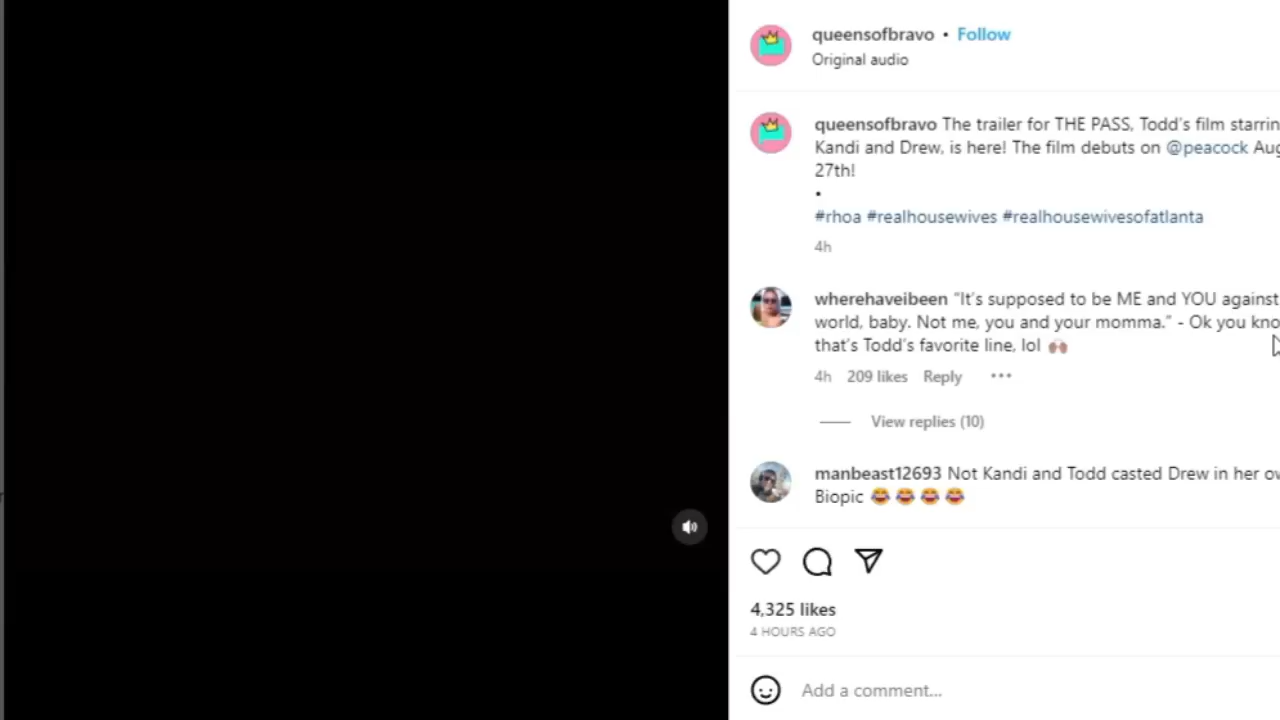 queensofbravo • Follow
Original audio
queensofbravo The trailer for THE PASS, Todd's film
Kandi and Drew, is here! The film debuts on @peacock
27th!
•
#rhoa #realhousewives #realhousewivesofatlanta
4h
wherehaveibeen "It's supposed to be ME and YOU against
world, baby. Not me, you and your momma." - Ok you
that's Todd's favorite line, lol 🙌🏽
4h 209 likes Reply •••
View replies (10)
manbeast12693 Not Kandi and Todd casted Drew in her
Biopic 😂 😂 😂 😂
4,325 likes
4 HOURS AGO
Add a comment...